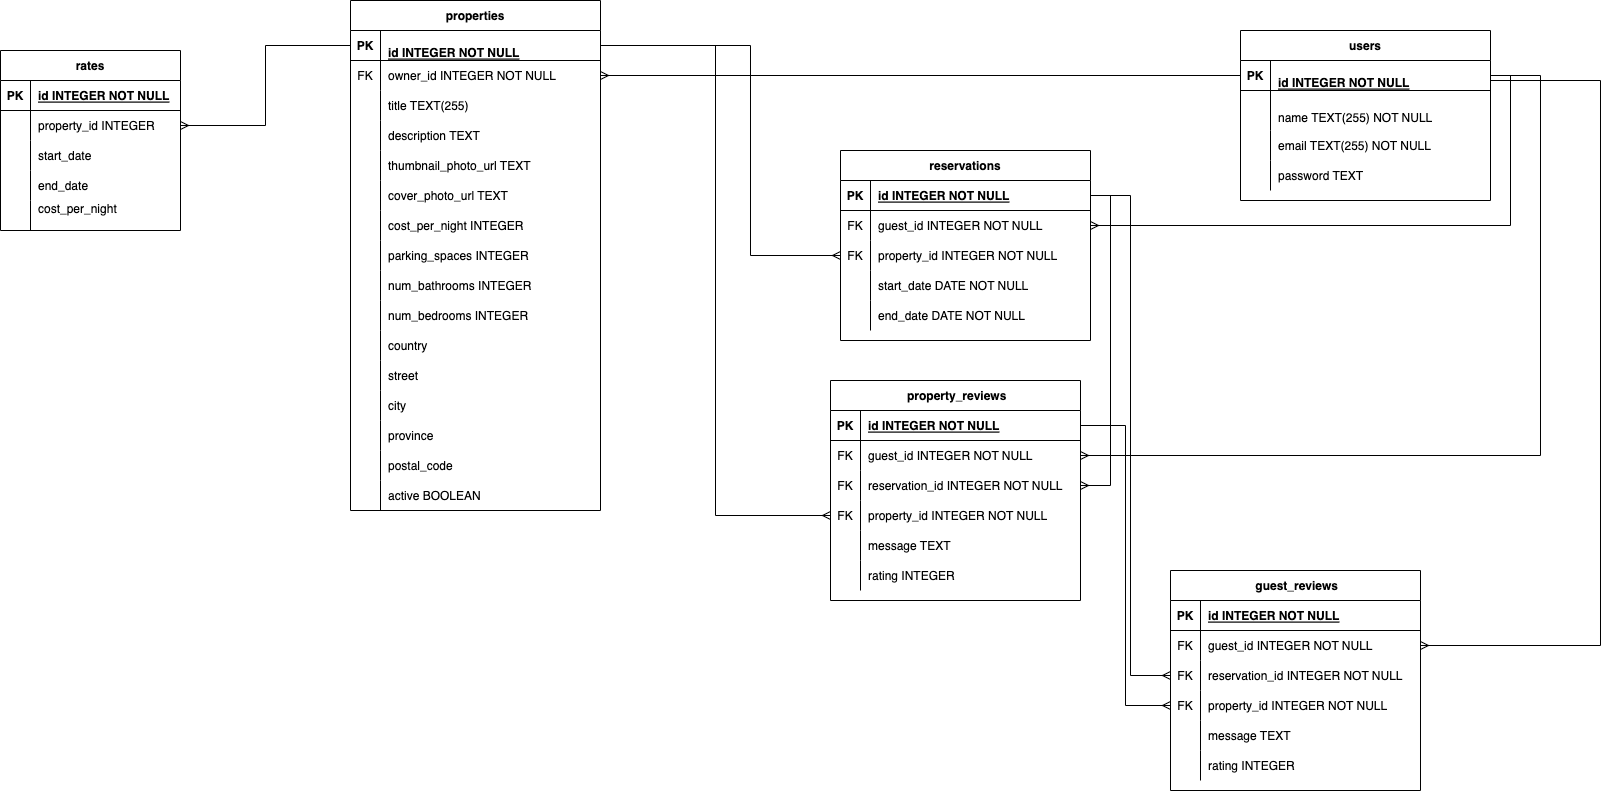 rates
PK id INTEGER NOT NULL
property_id INTEGER
start_date
end_date
cost_per_night
properties
PK id INTEGER NOT NULL
FK owner_id INTEGER NOT NULL
title TEXT(255)
description TEXT
thumbnail_photo_url TEXT
cover_photo_url TEXT
cost_per_night INTEGER
parking_spaces INTEGER
num_bathrooms INTEGER
num_bedrooms INTEGER
country
street
city
province
postal_code
active BOOLEAN
reservations
PK id INTEGER NOT NULL
FK guest_id INTEGER NOT NULL
FK property_id INTEGER NOT NULL
start_date DATE NOT NULL
end_date DATE NOT NULL
property_reviews
PK id INTEGER NOT NULL
FK guest_id INTEGER NOT NULL
FK reservation_id INTEGER NOT NULL
FK property_id INTEGER NOT NULL
message TEXT
rating INTEGER
users
PK id INTEGER NOT NULL
name TEXT(255) NOT NULL
email TEXT(255) NOT NULL
password TEXT
guest_reviews
PK id INTEGER NOT NULL
FK guest_id INTEGER NOT NULL
FK reservation_id INTEGER NOT NULL
FK property_id INTEGER NOT NULL
message TEXT
rating INTEGER